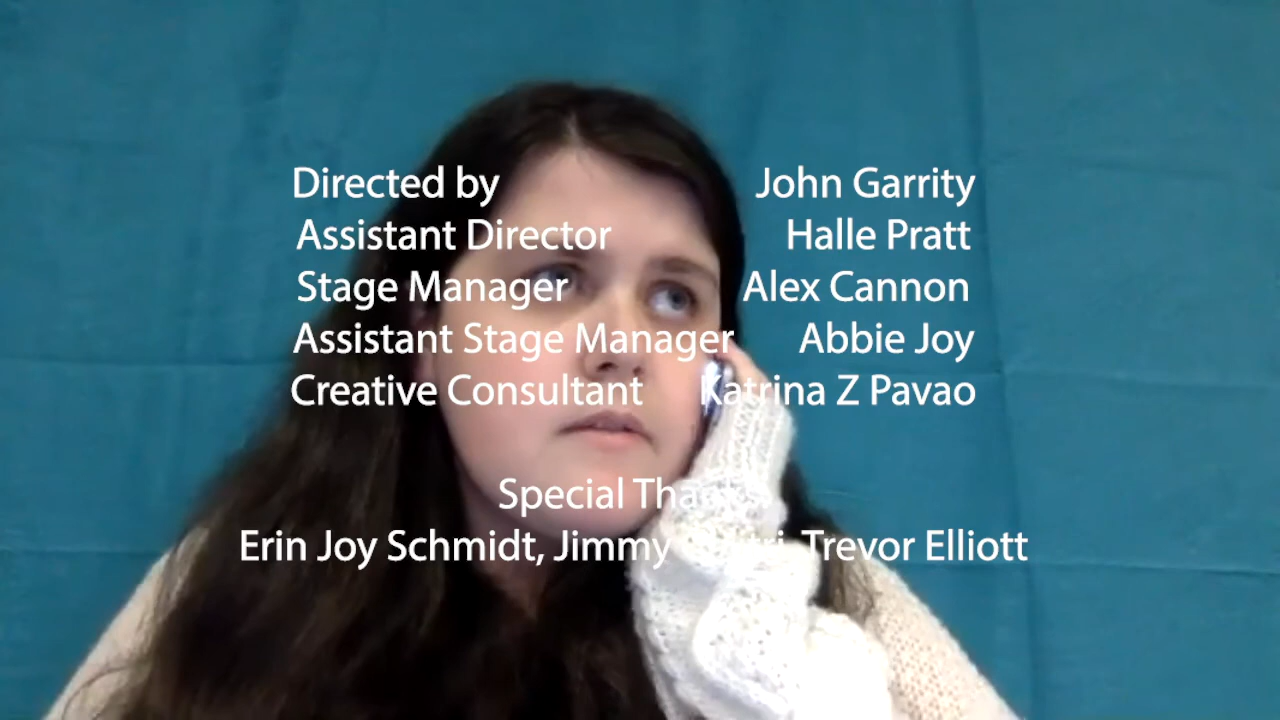 Directed by John Garrity
Assistant Director Halle Pratt
Stage Manager Alex Cannon
Assistant Stage Manager Abbie Joy
Creative Consultant Katrina Z Pavao
Special Thanks
Erin Joy Schmidt, Jimmy Trevor Elliott